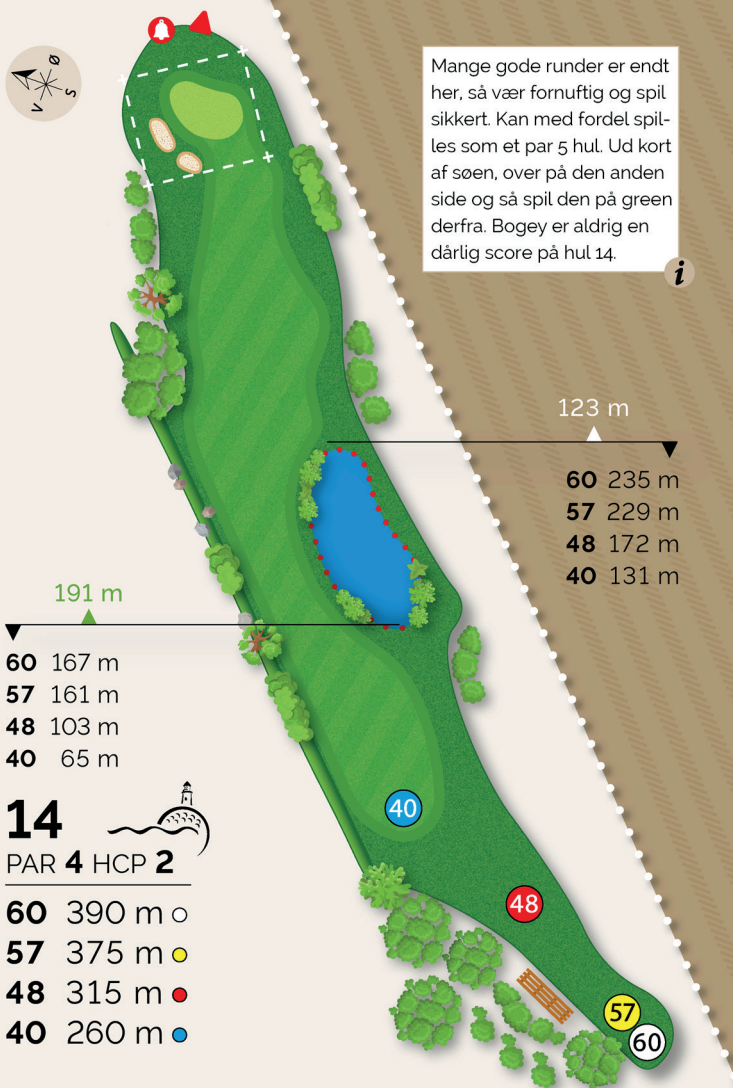 Ø
V
S
Mange gode runder er endt
her, så vær fornuftig og spil
sikkert. Kan med fordel spil-
les som et par 5 hul. Ud kort
af søen, over på den anden
side og så spil den på green
derfra. Bogey er aldrig en
dårlig score på hul 14.
i
123 m
60 235 m
57 229 m
48 172 m
40 131 m
191 m
60 167 m
57 161 m
48 103 m
40 65 m
14
PAR 4 HCP 2
60 390 m
57 375 m
48 315 m
40 260 m
40
48
57
60